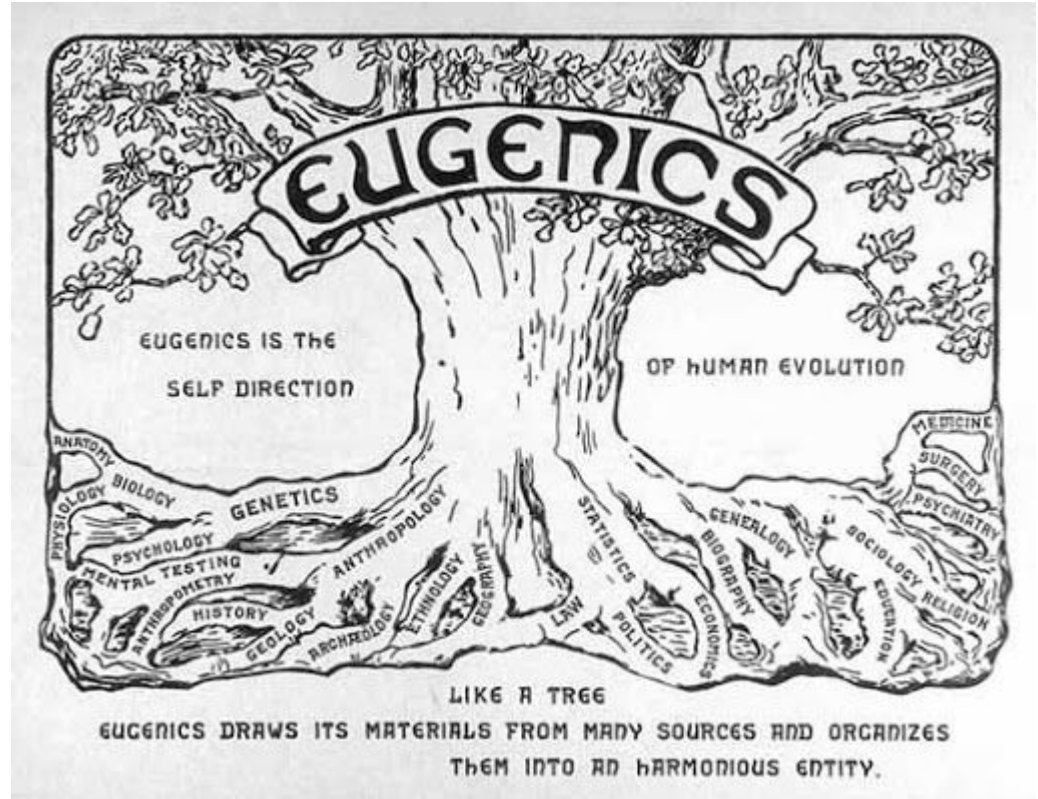 EUGENICS
EUGENICS IS THE
SELF DIRECTION
OF HUMAN EVOLUTION
ANATOMY
BIOLOGY
PHYSIOLOGY
GENETICS
PSYCHOLOGY
MENTAL TESTING
ANTHROPOMETRY
HISTORY
GEOLOGY
ANTHROPOLOGY
ARCHÆOLOGY
ETHNOLOGY
GEOGRAPHY
LAW
STATISTICS
POLITICS
ECONOMICS
BIOGRAPHY
GENEALOGY
SOCIOLOGY
EDUCATION
RELIGION
PSYCHIATRY
SURGERY
MEDICINE
LIKE A TREE
EUGENICS DRAWS ITS MATERIALS FROM MANY SOURCES AND ORGANIZES
THEM INTO AN HARMONIOUS ENTITY.